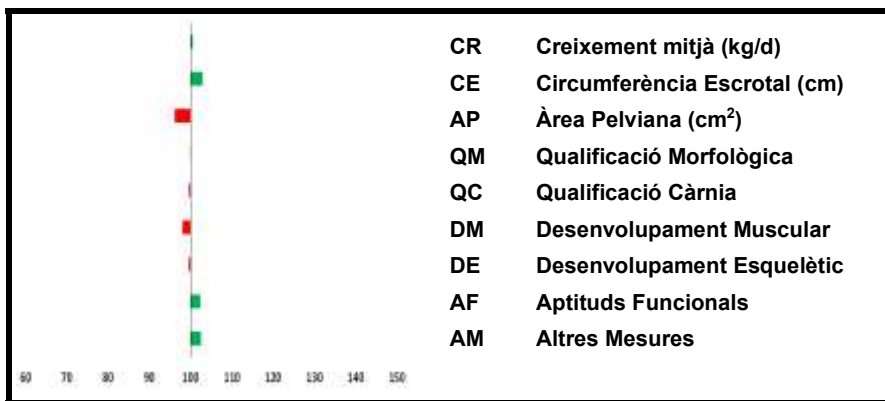 CR Creixement mitjà (kg/d)
CE Circumferència Escrotal (cm)
AP Àrea Pelviana (cm²)
QM Qualificació Morfològica
QC Qualificació Càrnia
DM Desenvolupament Muscular
DE Desenvolupament Esquelètic
AF Aptituds Funcionals
AM Altres Mesures
60 70 80 90 100 110 120 130 140 150